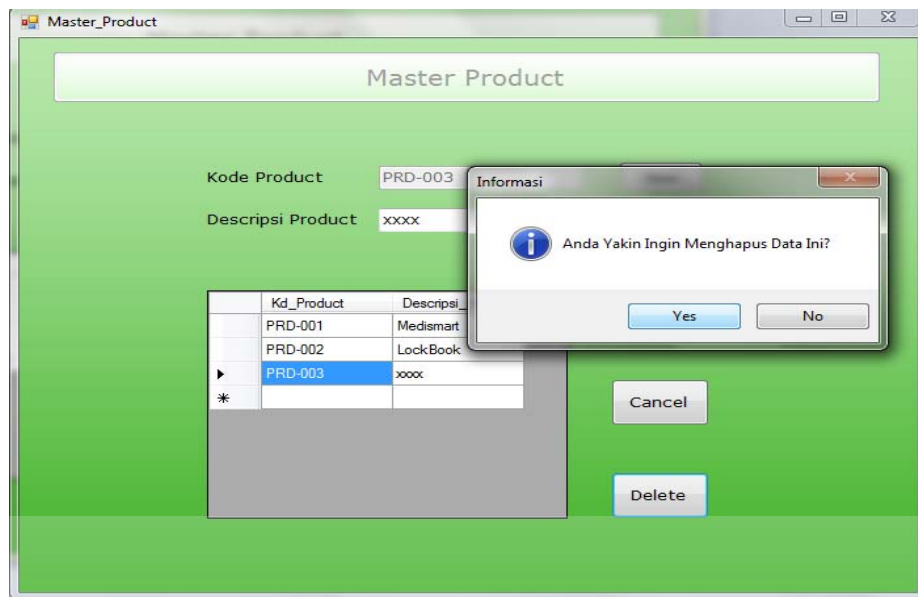 Master_Product
Master Product
Kode Product
PRD-003
Informasi
Descripsi Product
xxxx
Anda Yakin Ingin Menghapus Data Ini?
Yes
No
Kd_Product
Descripsi_
PRD-001
Medismart
PRD-002
LockBook
PRD-003
xxxx
Cancel
Delete